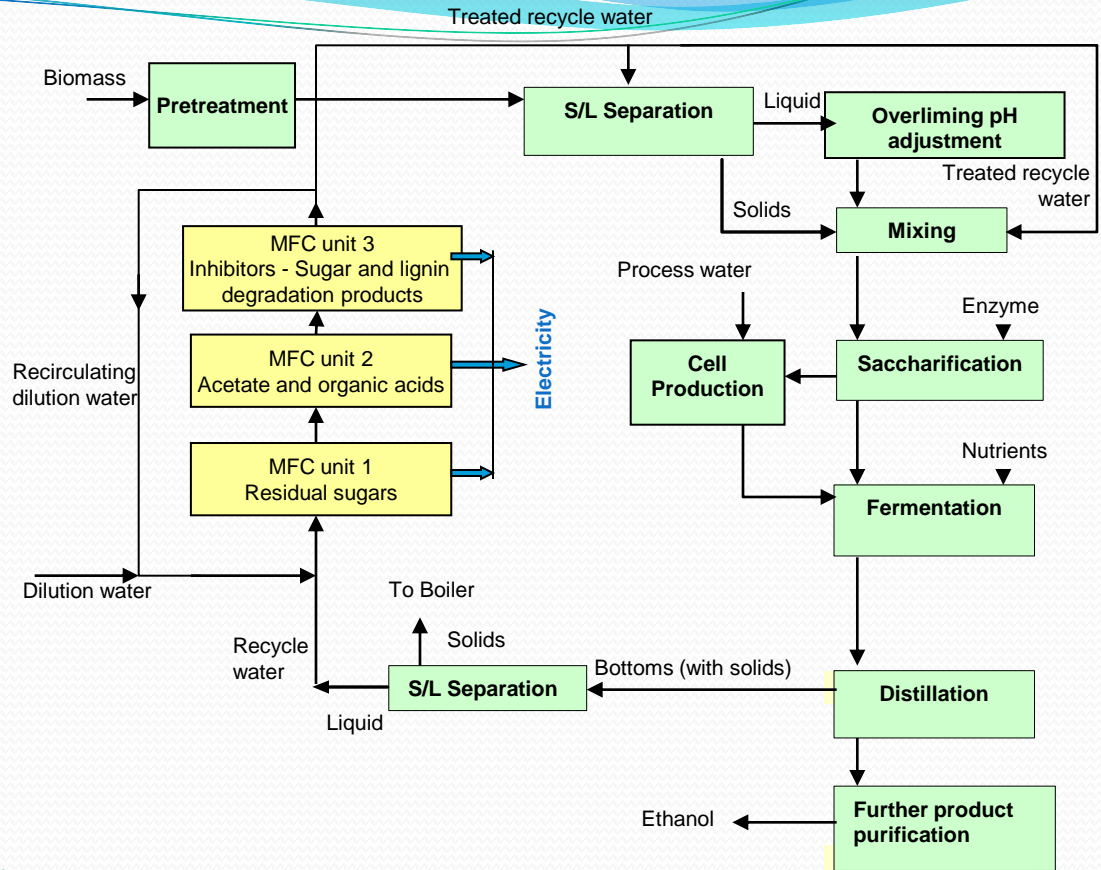 Treated recycle water
Biomass
Pretreatment
S/L Separation
Liquid
Overliming pH
adjustment
Treated recycle
water
Solids
Mixing
MFC unit 3
Inhibitors - Sugar and lignin
degradation products
Process water
Enzyme
Electricity
MFC unit 2
Acetate and organic acids
Cell
Production
Saccharification
Recirculating
dilution water
MFC unit 1
Residual sugars
Nutrients
Fermentation
Dilution water
To Boiler
Solids
Recycle
water
S/L Separation
Bottoms (with solids)
Distillation
Liquid
Ethanol
Further product
purification